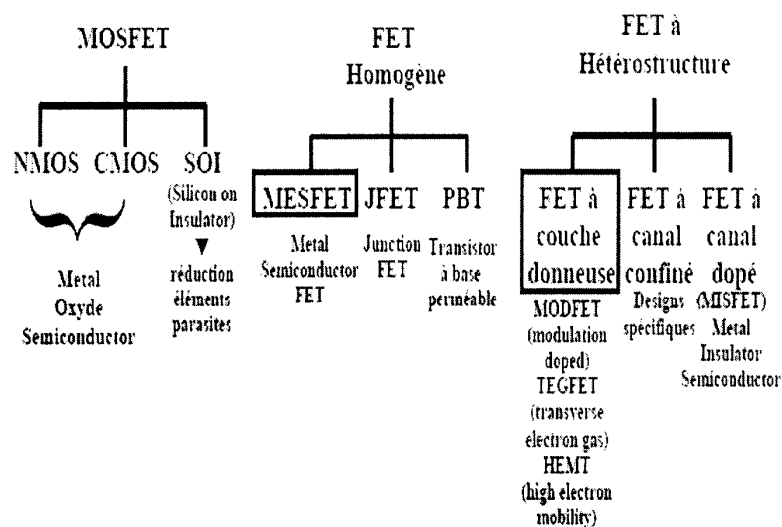 MOSFET
NMOS CMOS SOI
(Silicon on
Insulator)
réduction
éléments
parasites
Metal
Oxyde
Semiconductor
FET
Homogène
MESFET JFET PBT
Metal
Semiconductor
FET
Junction
FET
Transistor
à base
perméable
FET à
Hétérostructure
FET à
couche
donneuse
MODFET
(modulation
doped)
TEGFET
(transverse
electron gas)
HEMT
(high electron
mobility)
FET à
canal
confiné
Designs
spécifiques
FET à
canal
dopé
(MISFET)
Metal
Insulator
Semiconductor